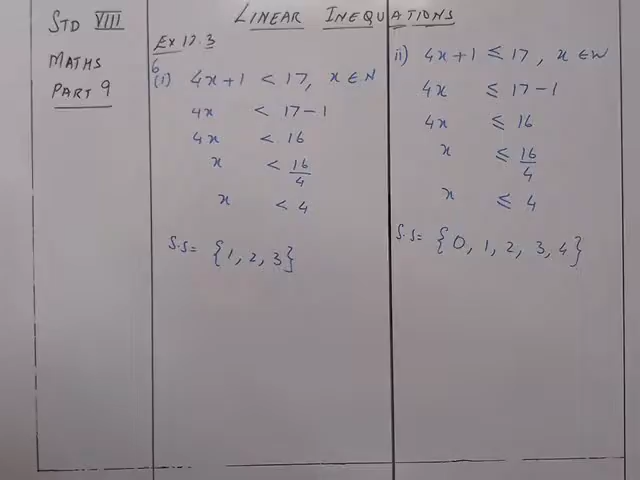 LINEAR INEQUATIONS
STD VIII
MATHS
PART 9
Ex 17.3
6
(i) 4x+1 < 17, x ∈ N
4x < 17-1
4x < 16
x < 16/4
x < 4
S.S= {1, 2, 3}
ii) 4x+1 ≤ 17, x ∈ W
4x ≤ 17-1
4x ≤ 16
x ≤ 16/4
x ≤ 4
S.S= {0, 1, 2, 3, 4}